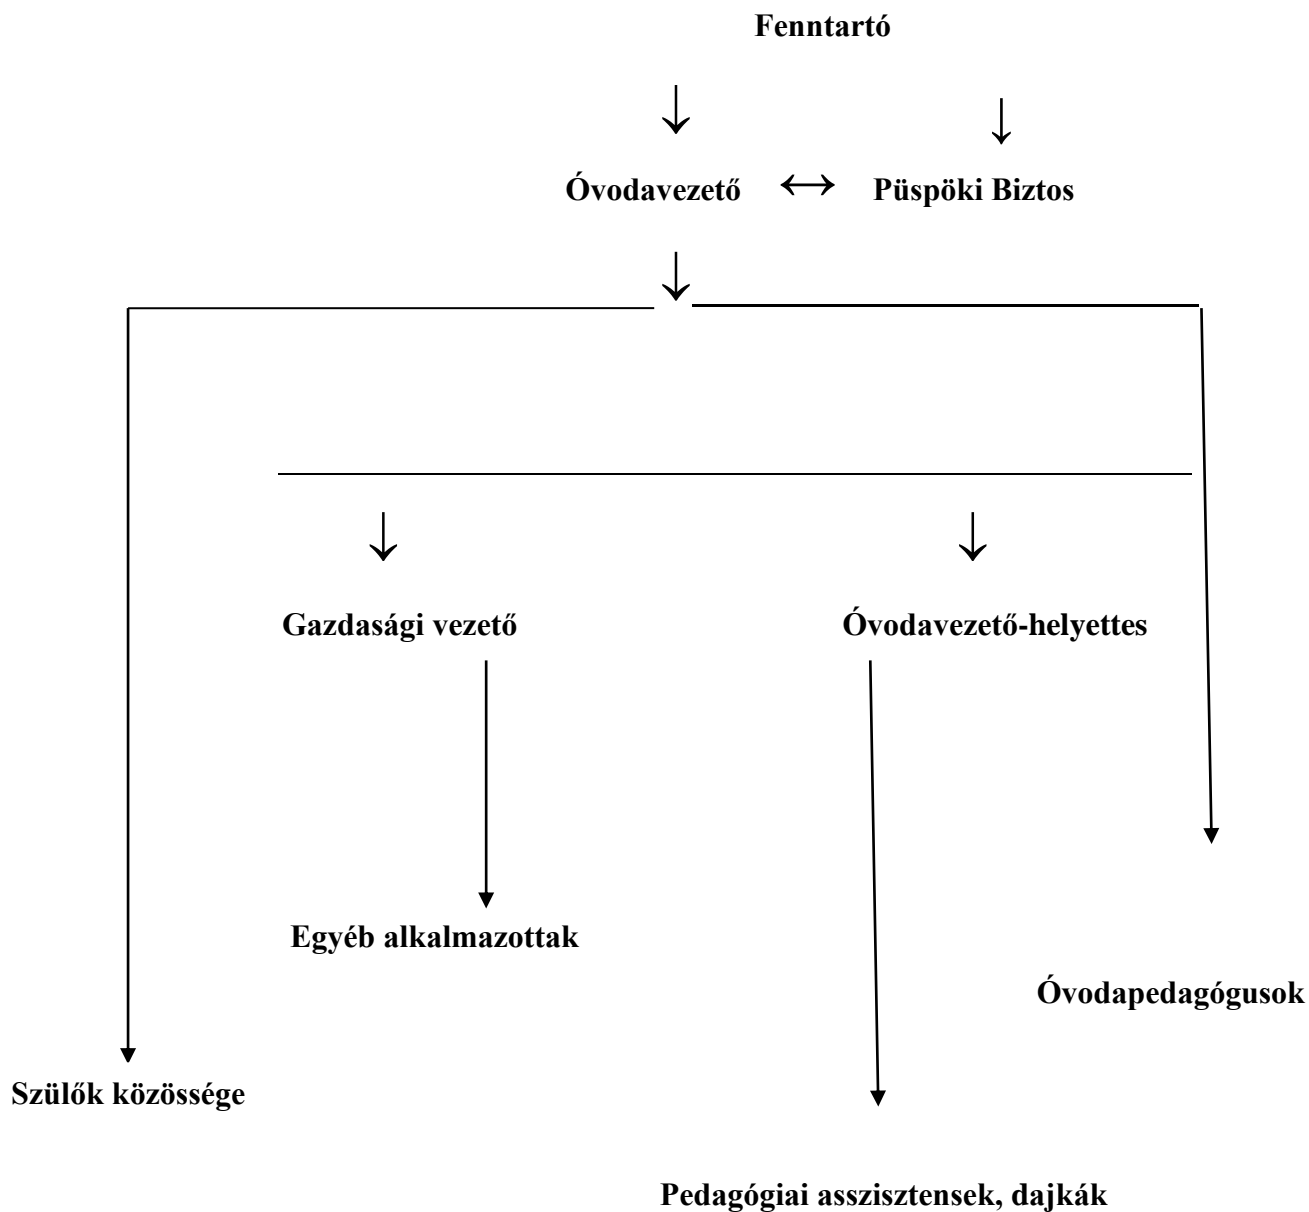 Fenntartó
Óvodavezető ↔ Püspöki Biztos
Gazdasági vezető Óvodavezető-helyettes
Egyéb alkalmazottak
Óvodapedagógusok
Szülők közössége
Pedagógiai asszisztensek, dajkák